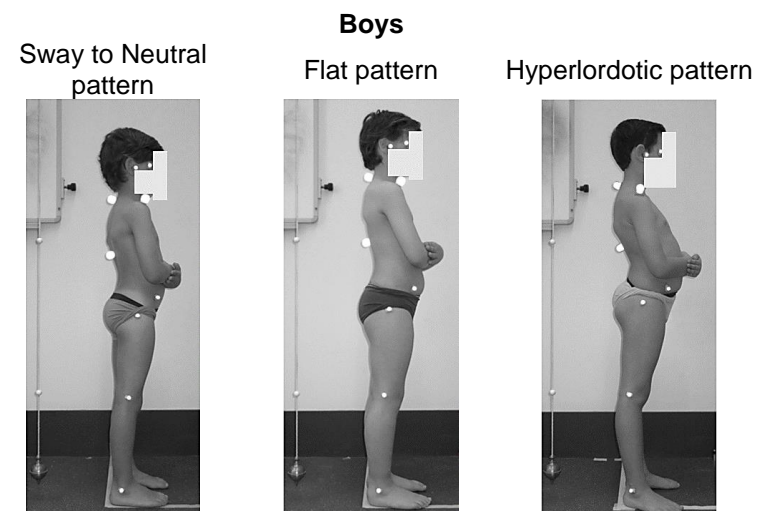 Boys
Sway to Neutral
pattern
Flat pattern
Hyperlordotic pattern